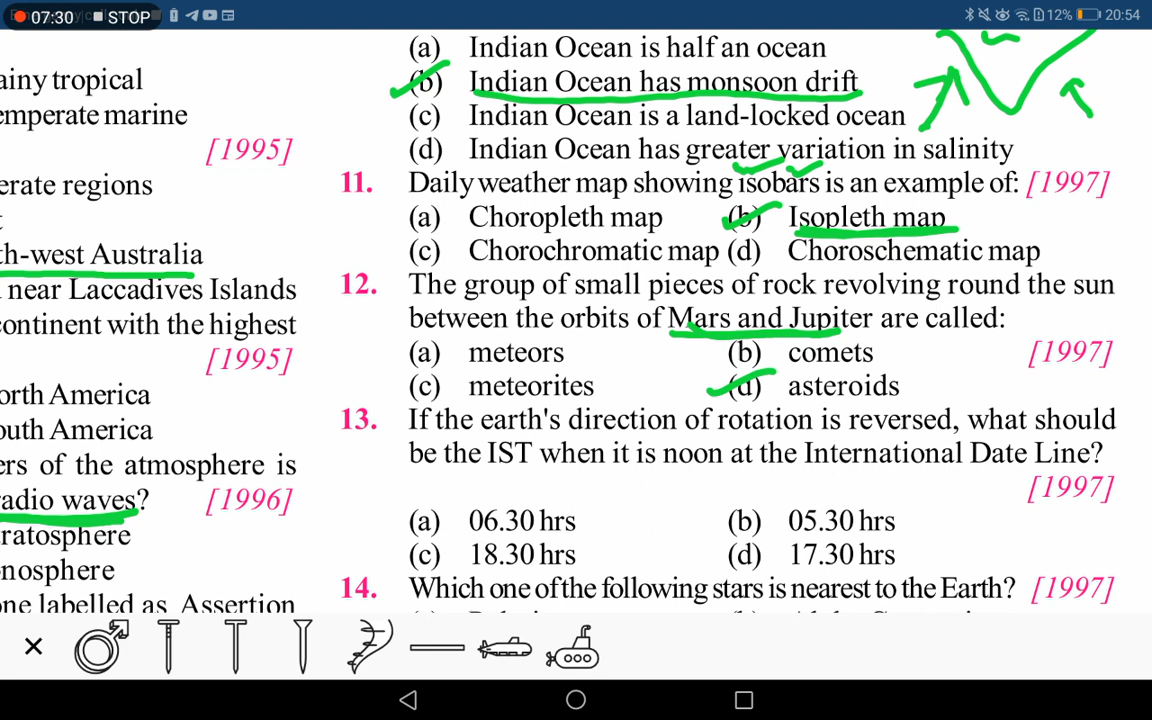 07:30 STOP
12% 20:54
ainy tropical
emperate marine
[1995]
erate regions
th-west Australia
near Laccadives Islands
continent with the highest
[1995]
orth America
outh America
ers of the atmosphere is
radio waves? [1996]
ratosphere
nosphere
one labelled as Assertion
(a) Indian Ocean is half an ocean
(b) Indian Ocean has monsoon drift
(c) Indian Ocean is a land-locked ocean
(d) Indian Ocean has greater variation in salinity
11. Daily weather map showing isobars is an example of: [1997]
(a) Choropleth map (b) Isopleth map
(c) Chorochromatic map (d) Choroschematic map
12. The group of small pieces of rock revolving round the sun
between the orbits of Mars and Jupiter are called:
(a) meteors (b) comets [1997]
(c) meteorites (d) asteroids
13. If the earth's direction of rotation is reversed, what should
be the IST when it is noon at the International Date Line?
[1997]
(a) 06.30 hrs (b) 05.30 hrs
(c) 18.30 hrs (d) 17.30 hrs
14. Which one of the following stars is nearest to the Earth? [1997]